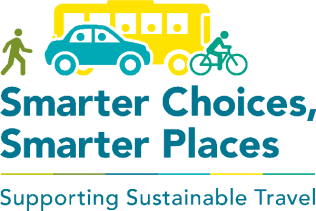 Smarter Choices,
Smarter Places
Supporting Sustainable Travel